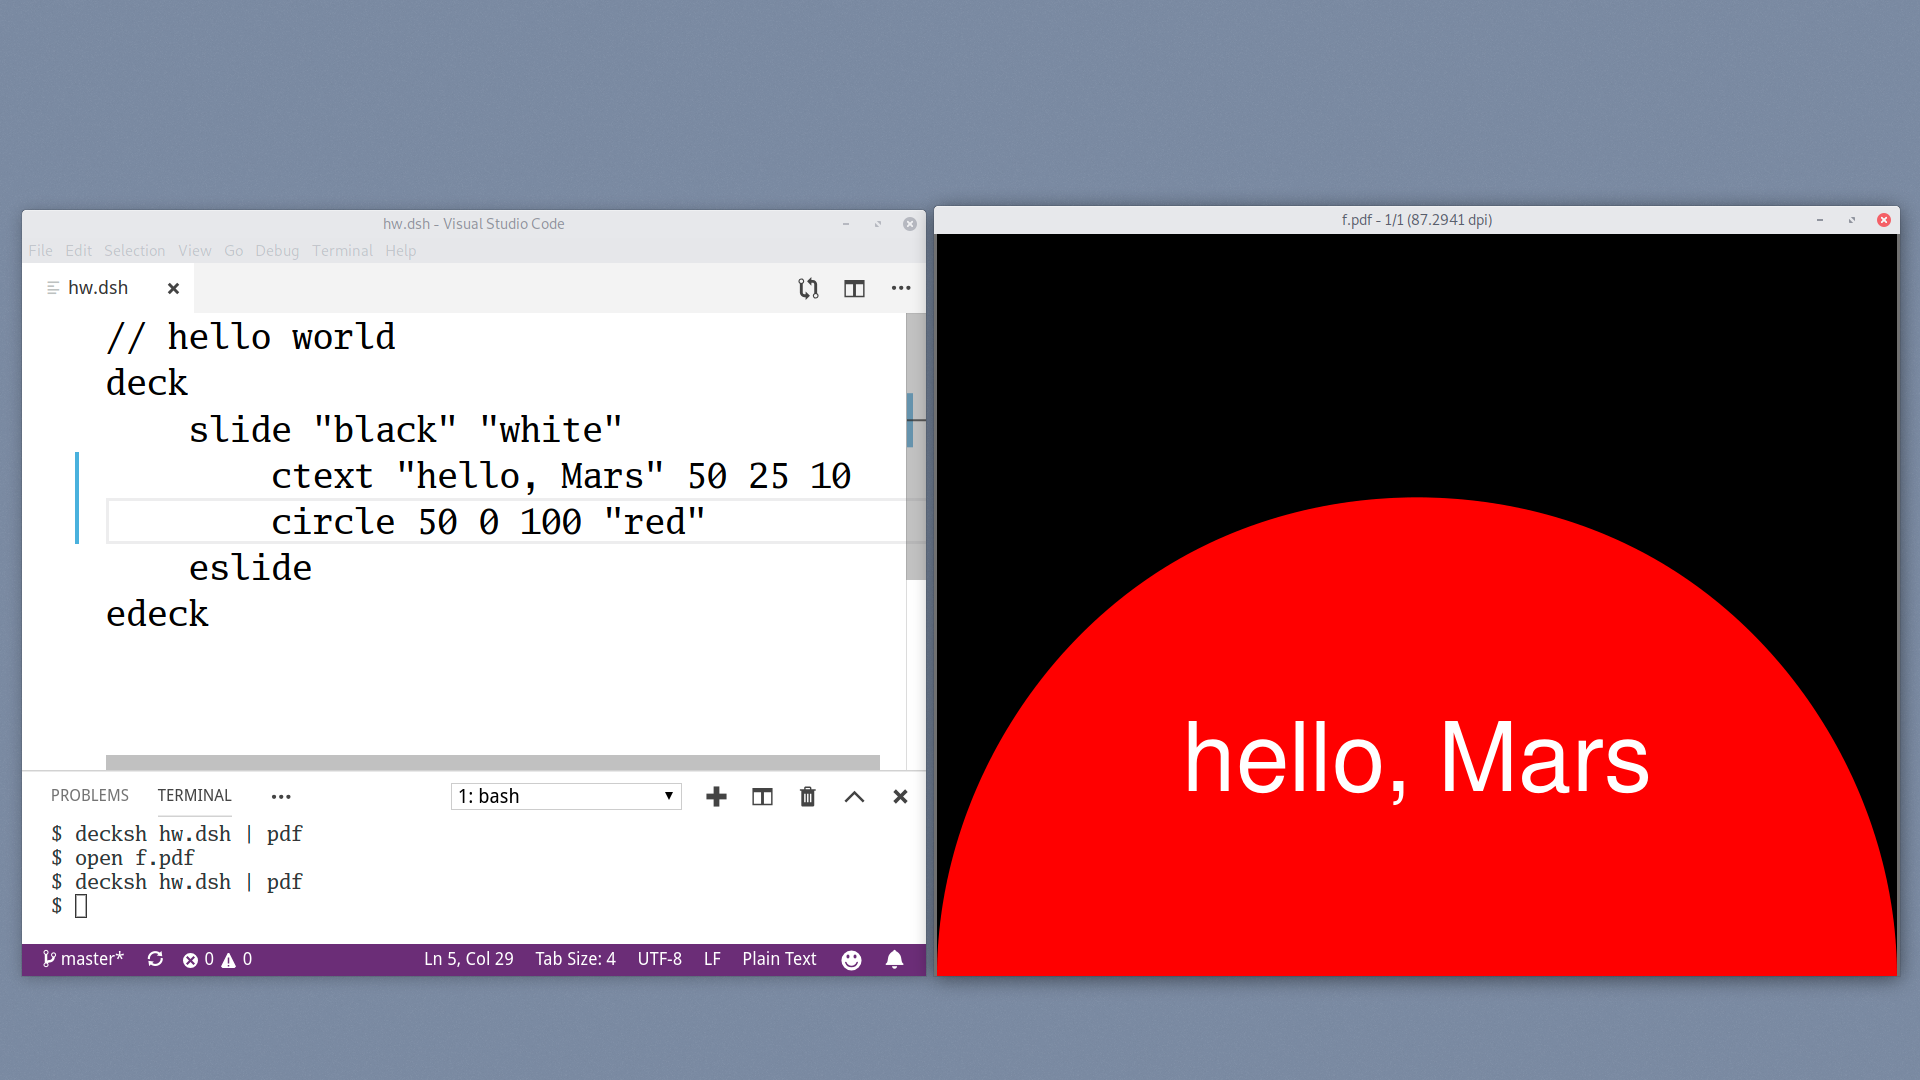 hw.dsh - Visual Studio Code
File Edit Selection View Go Debug Terminal Help
hw.dsh
// hello world
deck
    slide "black" "white"
        ctext "hello, Mars" 50 25 10
        circle 50 0 100 "red"
    eslide
edeck
PROBLEMS TERMINAL 1: bash
$ decksh hw.dsh | pdf
$ open f.pdf
$ decksh hw.dsh | pdf
$
master* 0 0 Ln 5, Col 29 Tab Size: 4 UTF-8 LF Plain Text
f.pdf - 1/1 (87.2941 dpi)
hello, Mars